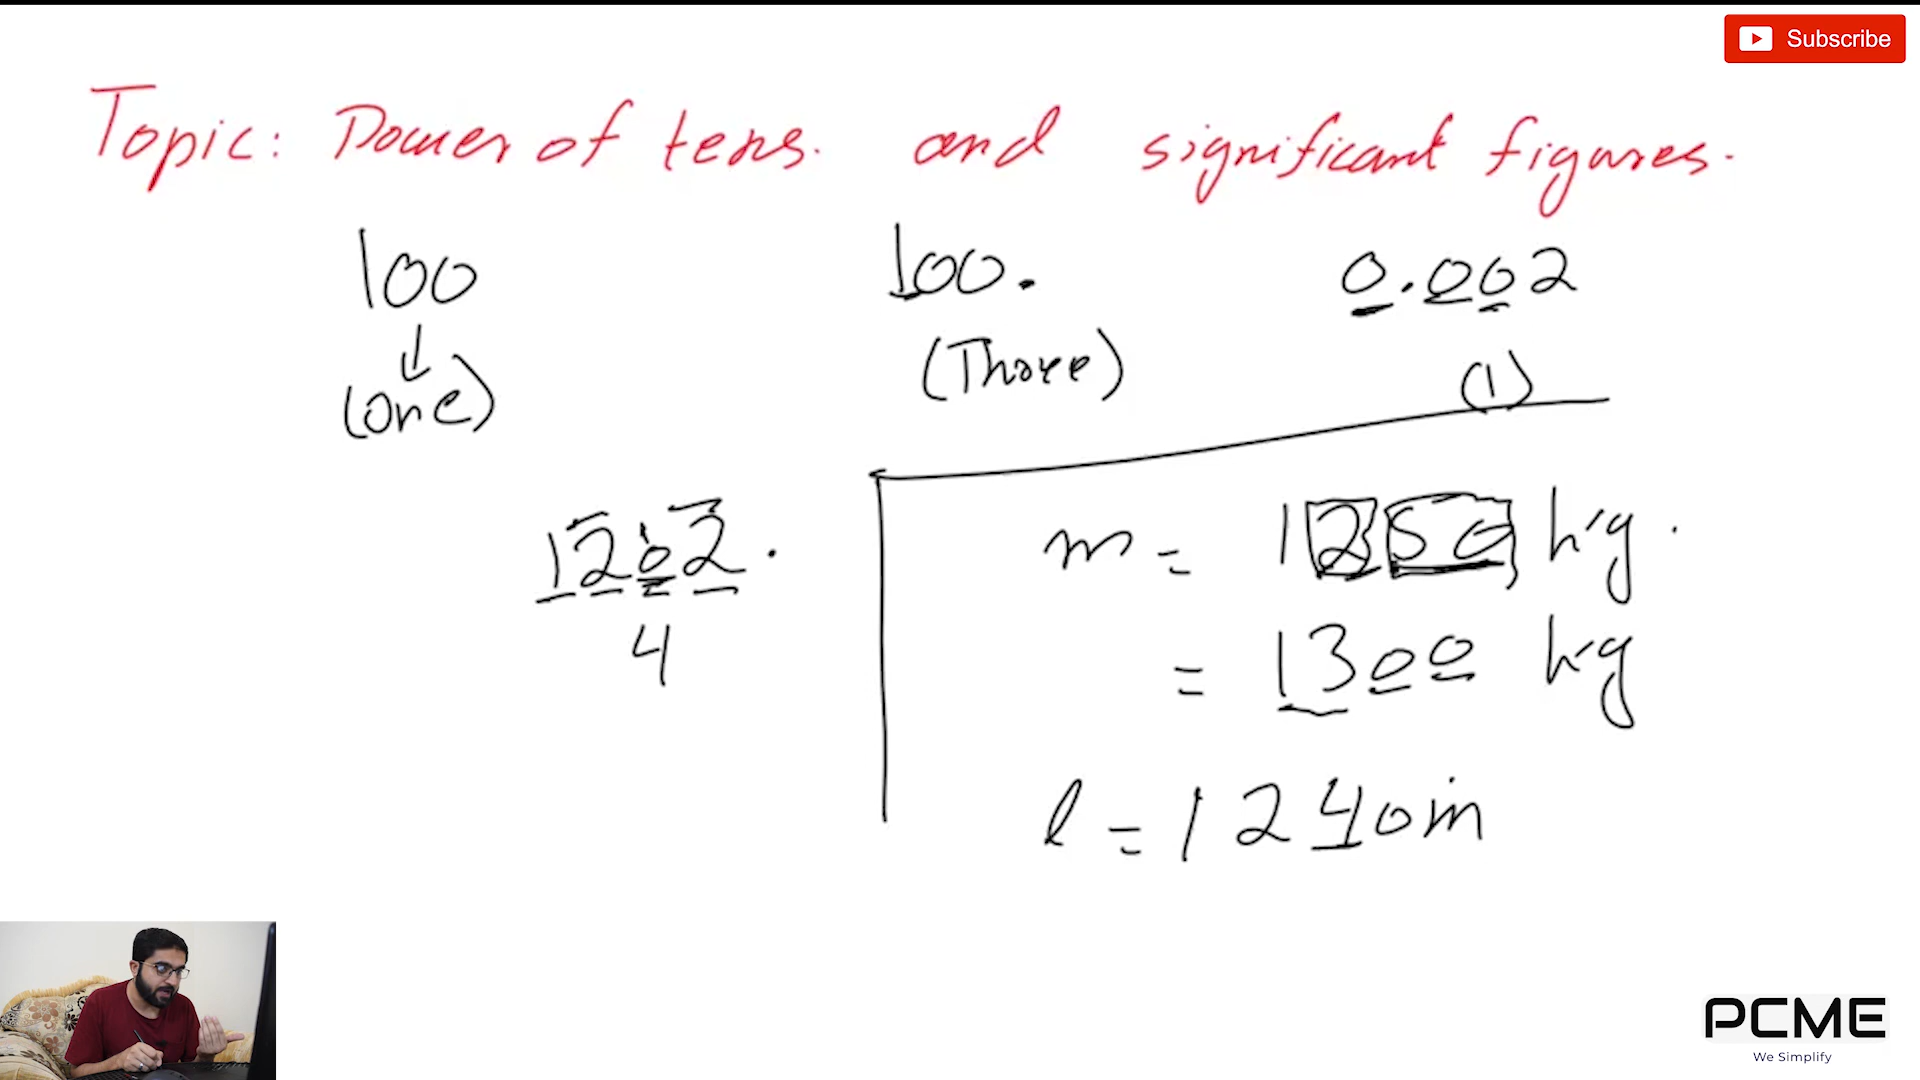 Subscribe
Topic: Power of tens. and significant figures.
100 100. 0.002
(one) (Three) (1)
1202.
4
m = 1250 kg.
= 1300 kg
l = 1240m
PCME
We Simplify